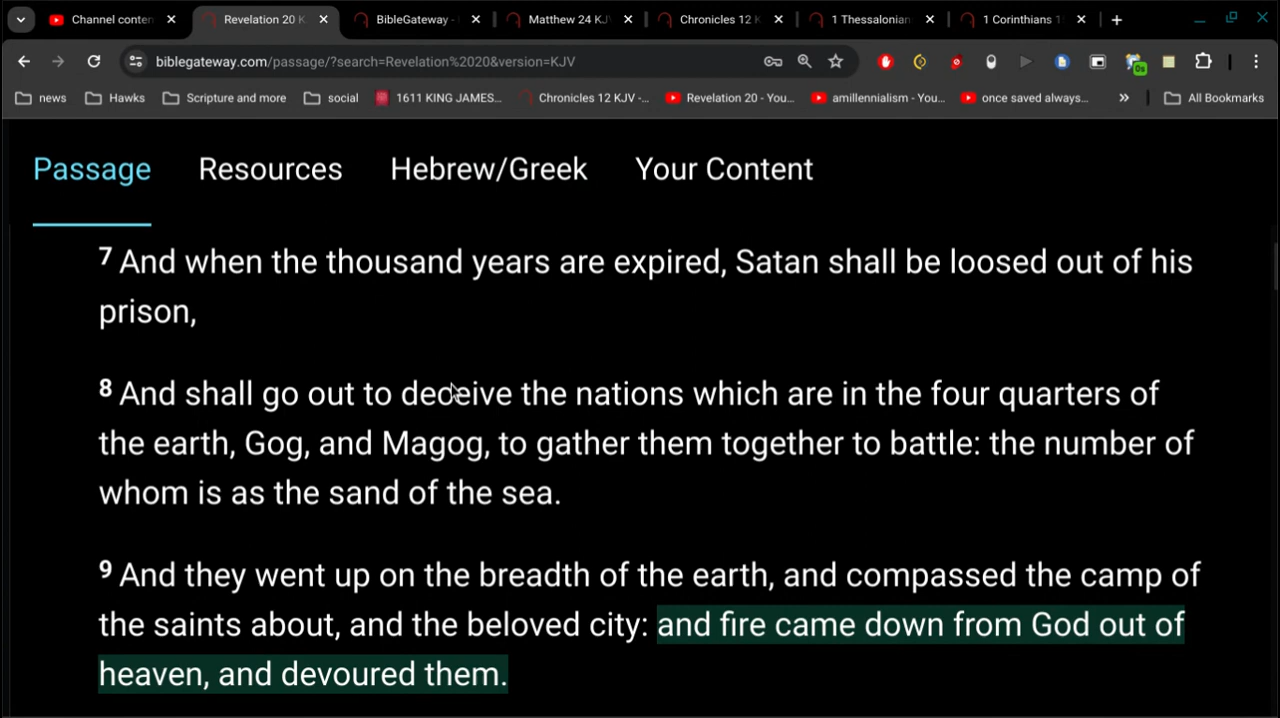 Channel conten
Revelation 20 K
BibleGateway -
Matthew 24 KJ
Chronicles 12 K
1 Thessalonian
1 Corinthians 1
biblegateway.com/passage/?search=Revelation%2020&version=KJV
0s
news
Hawks
Scripture and more
social
1611 KING JAMES...
Chronicles 12 KJV -...
Revelation 20 - You...
amillennialism - You...
once saved always...
All Bookmarks
Passage
Resources
Hebrew/Greek
Your Content
7 And when the thousand years are expired, Satan shall be loosed out of his
prison,
8 And shall go out to deceive the nations which are in the four quarters of
the earth, Gog, and Magog, to gather them together to battle: the number of
whom is as the sand of the sea.
9 And they went up on the breadth of the earth, and compassed the camp of
the saints about, and the beloved city: and fire came down from God out of
heaven, and devoured them.